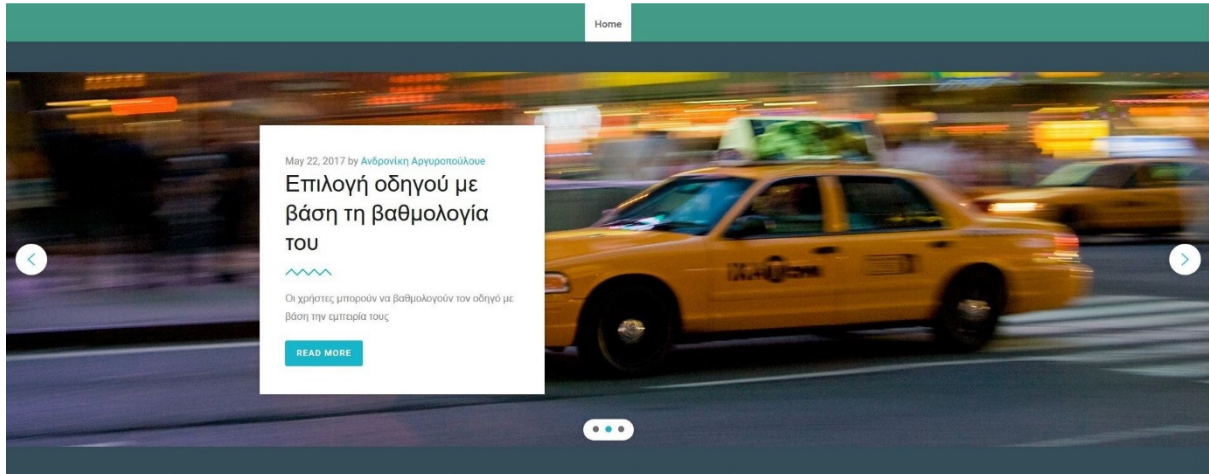 Home
May 22, 2017 by Ανδρονίκη Αργυροπούλουe
Επιλογή οδηγού με
βάση τη βαθμολογία
του
Οι χρήστες μπορούν να βαθμολογούν τον οδηγό με
βάση την εμπειρία τους
READ MORE